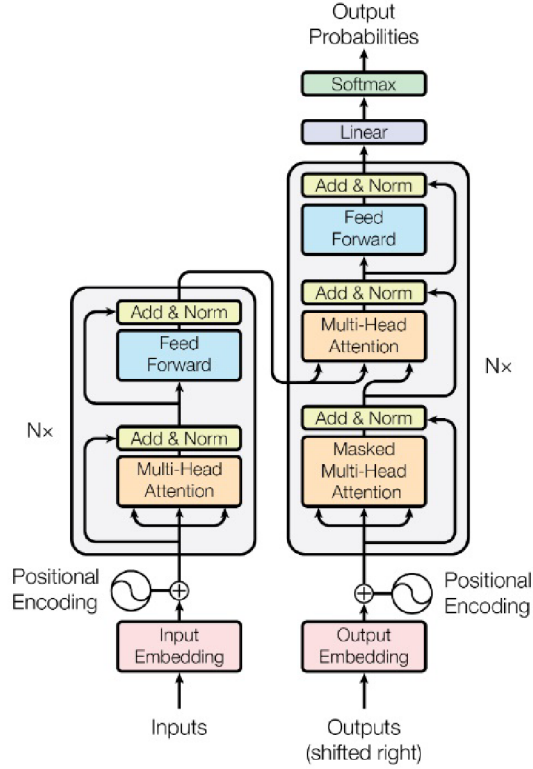 Output
Probabilities
Softmax
Linear
Add & Norm
Feed
Forward
Add & Norm
Multi-Head
Attention
Add & Norm
Masked
Multi-Head
Attention
N×
Add & Norm
Feed
Forward
Add & Norm
Multi-Head
Attention
N×
Positional
Encoding
Positional
Encoding
Input
Embedding
Output
Embedding
Inputs
Outputs
(shifted right)